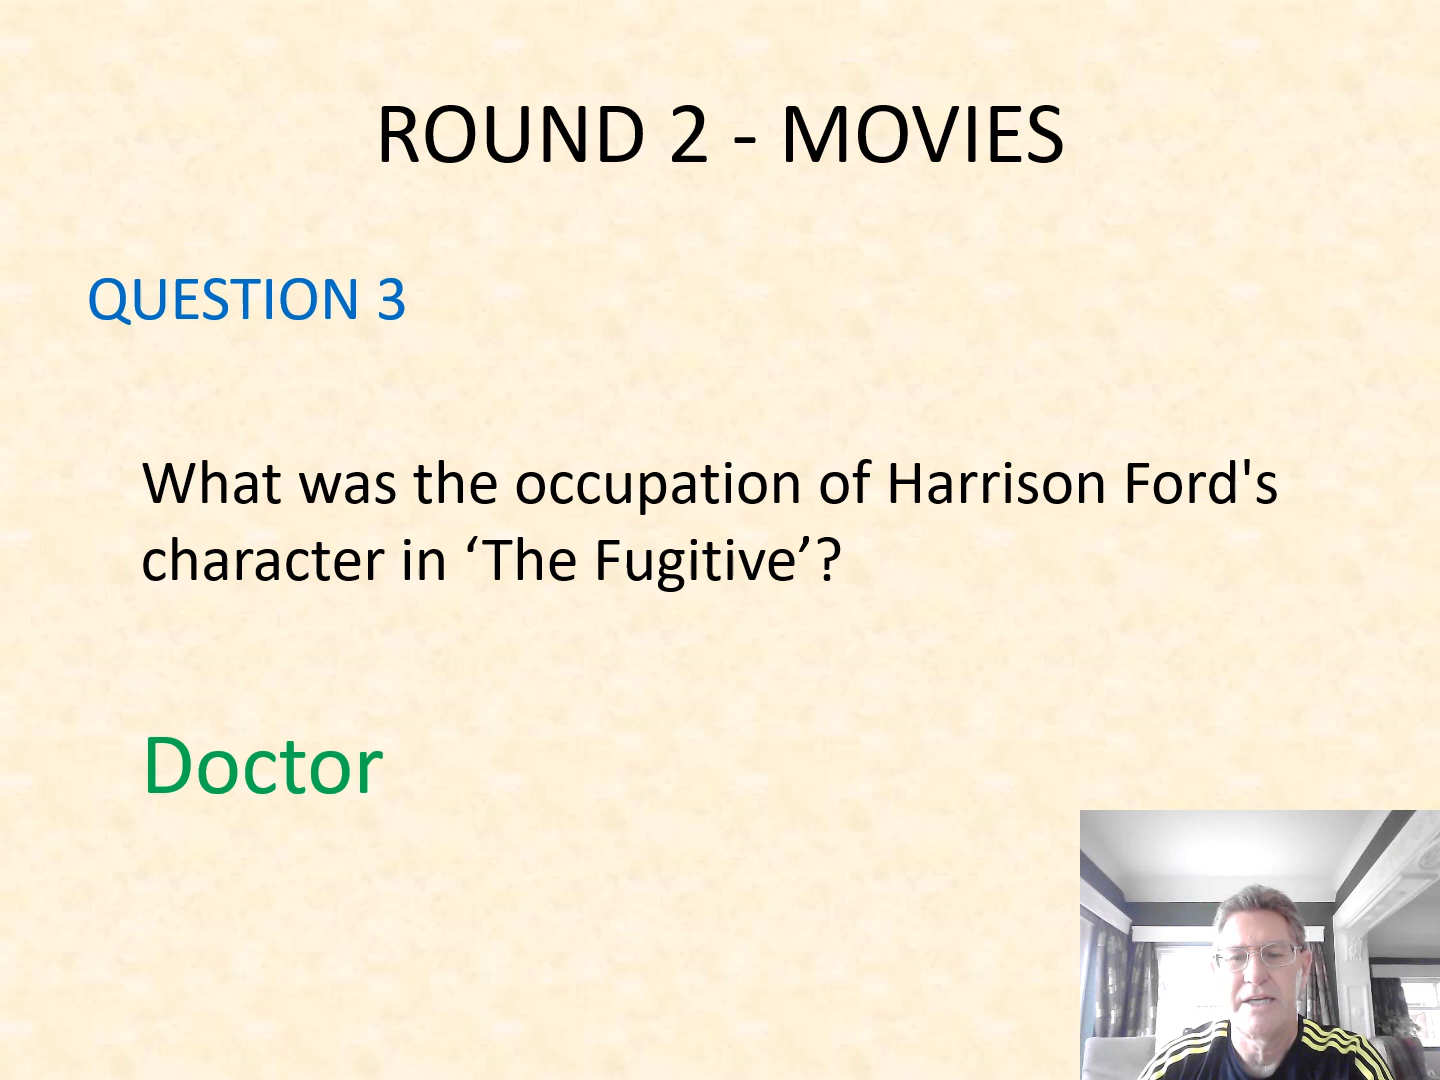 ROUND 2 - MOVIES
QUESTION 3
What was the occupation of Harrison Ford's
character in ‘The Fugitive’?
Doctor